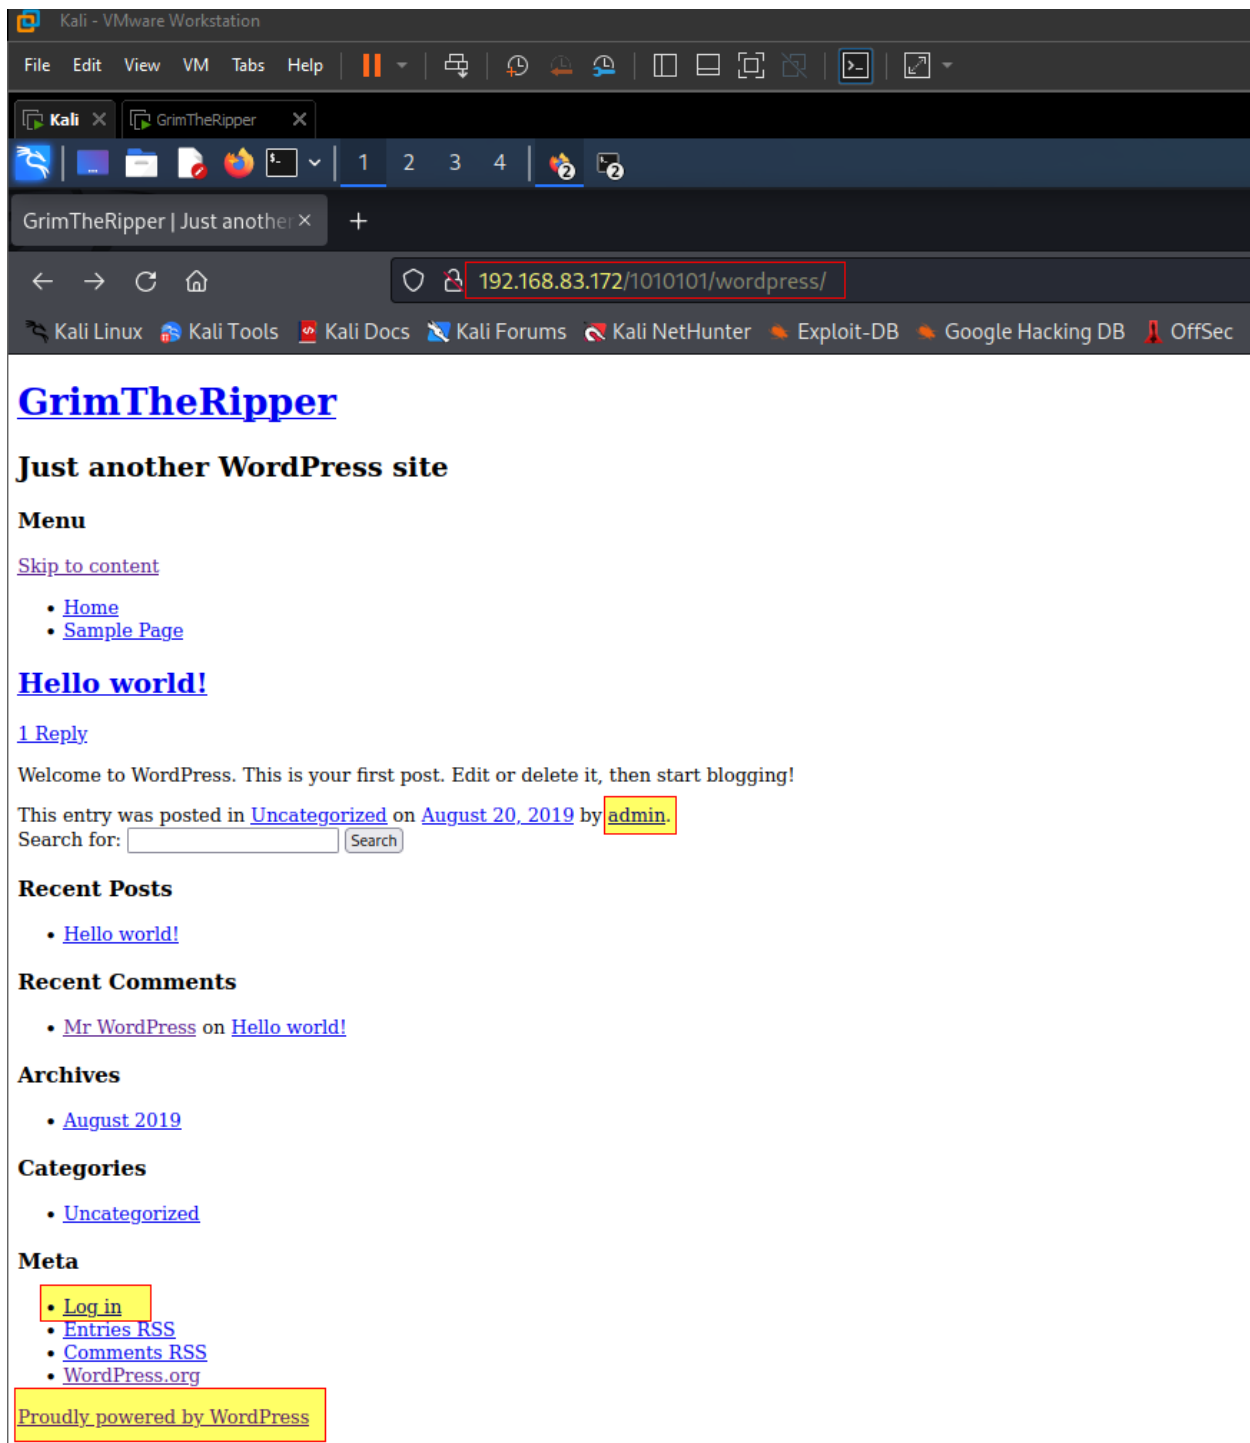 Kali - VMware Workstation
File Edit View VM Tabs Help
Kali GrimTheRipper
1 2 3 4 2 2
GrimTheRipper | Just another
192.168.83.172/1010101/wordpress/
Kali Linux Kali Tools Kali Docs Kali Forums Kali NetHunter Exploit-DB Google Hacking DB OffSec
GrimTheRipper
Just another WordPress site
Menu
Skip to content
• Home
• Sample Page
Hello world!
1 Reply
Welcome to WordPress. This is your first post. Edit or delete it, then start blogging!
This entry was posted in Uncategorized on August 20, 2019 by admin.
Search for: Search
Recent Posts
• Hello world!
Recent Comments
• Mr WordPress on Hello world!
Archives
• August 2019
Categories
• Uncategorized
Meta
• Log in
• Entries RSS
• Comments RSS
• WordPress.org
Proudly powered by WordPress